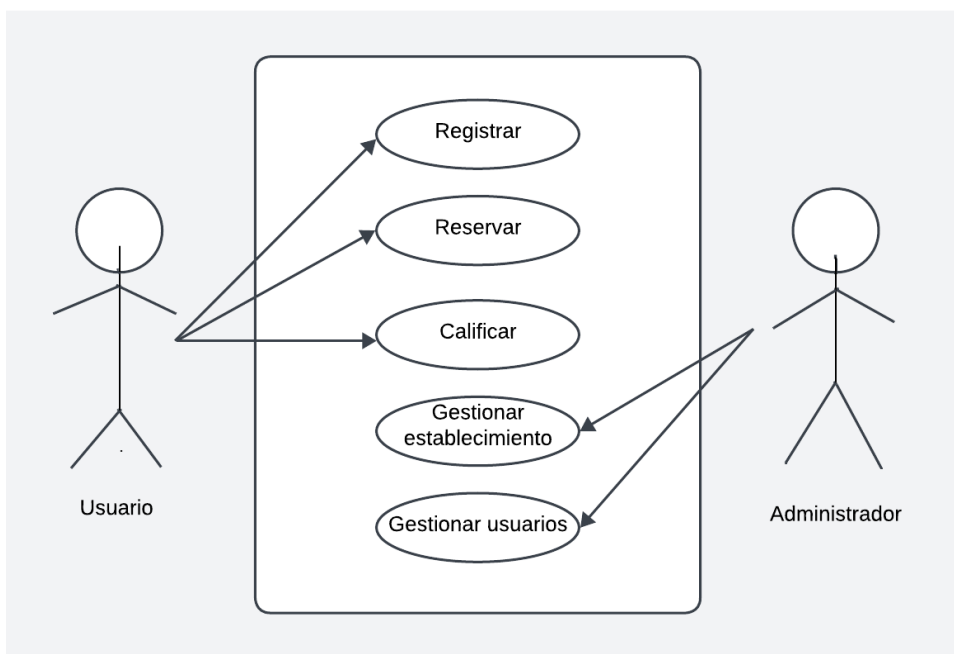 Registrar
Reservar
Calificar
Gestionar
establecimiento
Gestionar usuarios
Usuario
Administrador